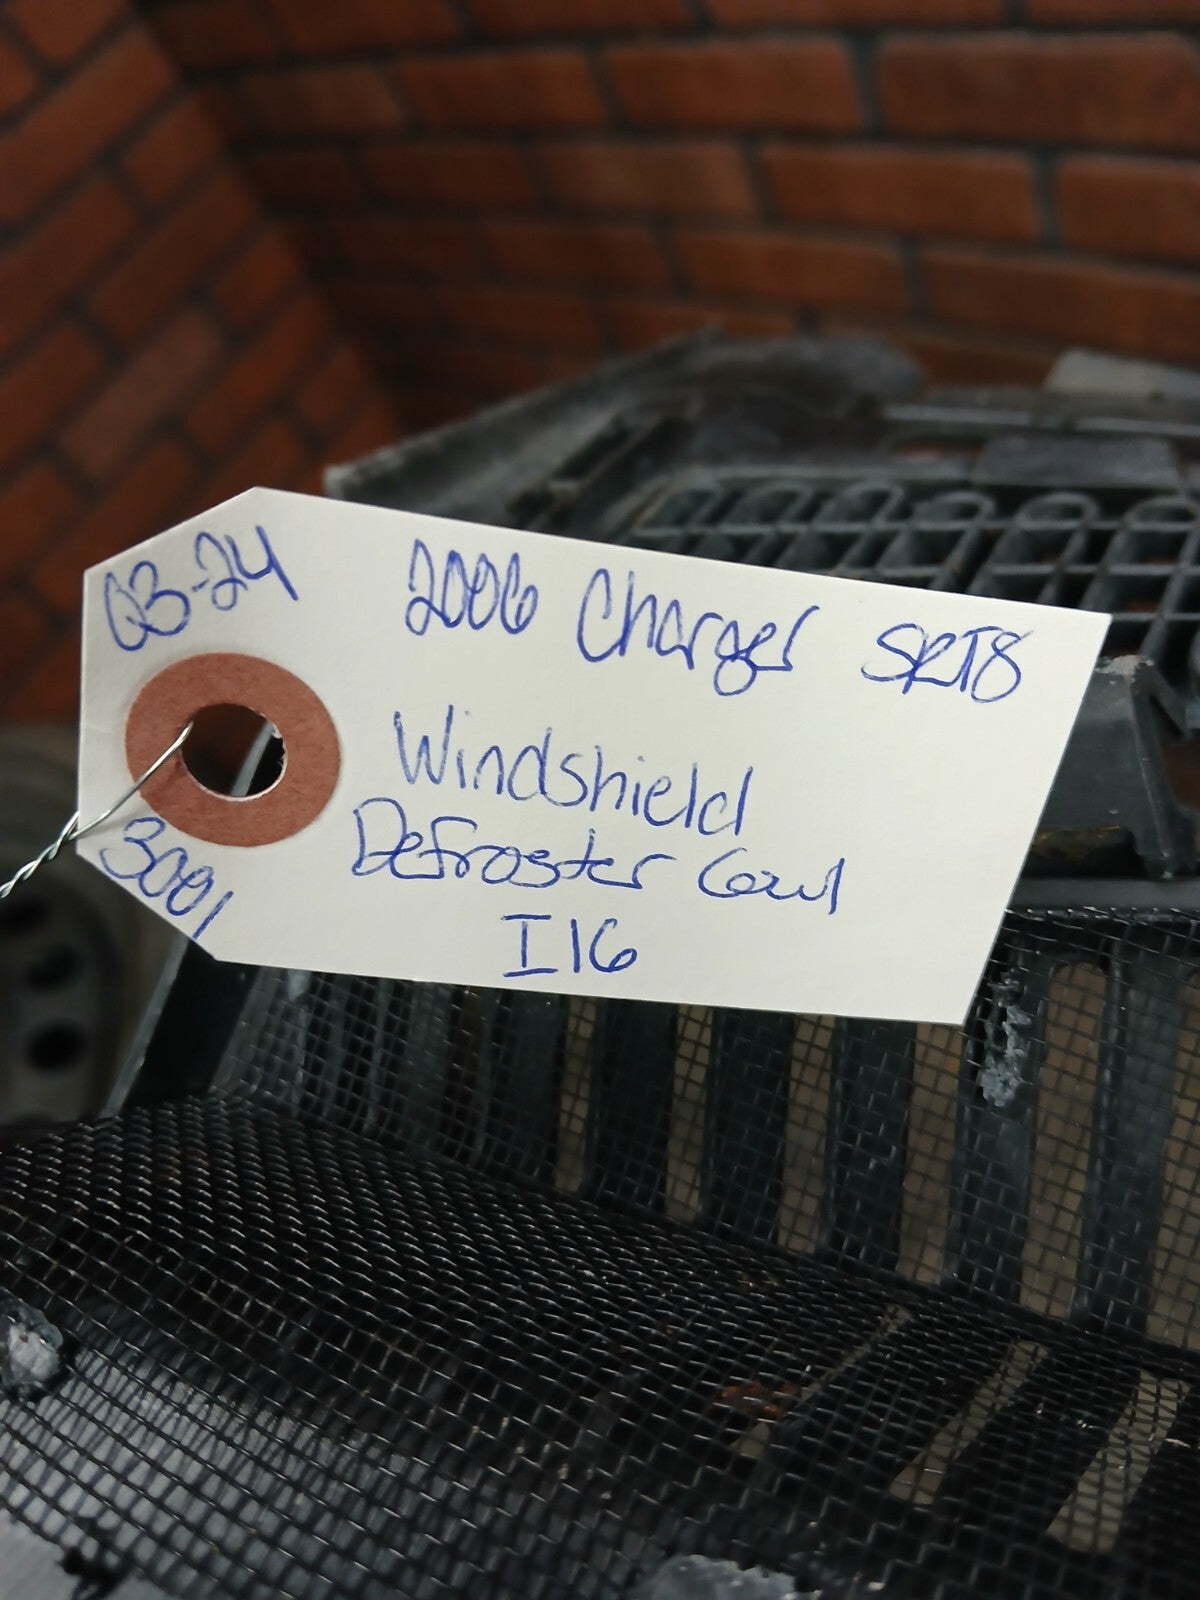 03-24
2006 Charger SRT8
Windshield
Defroster Cowl
I16
3001